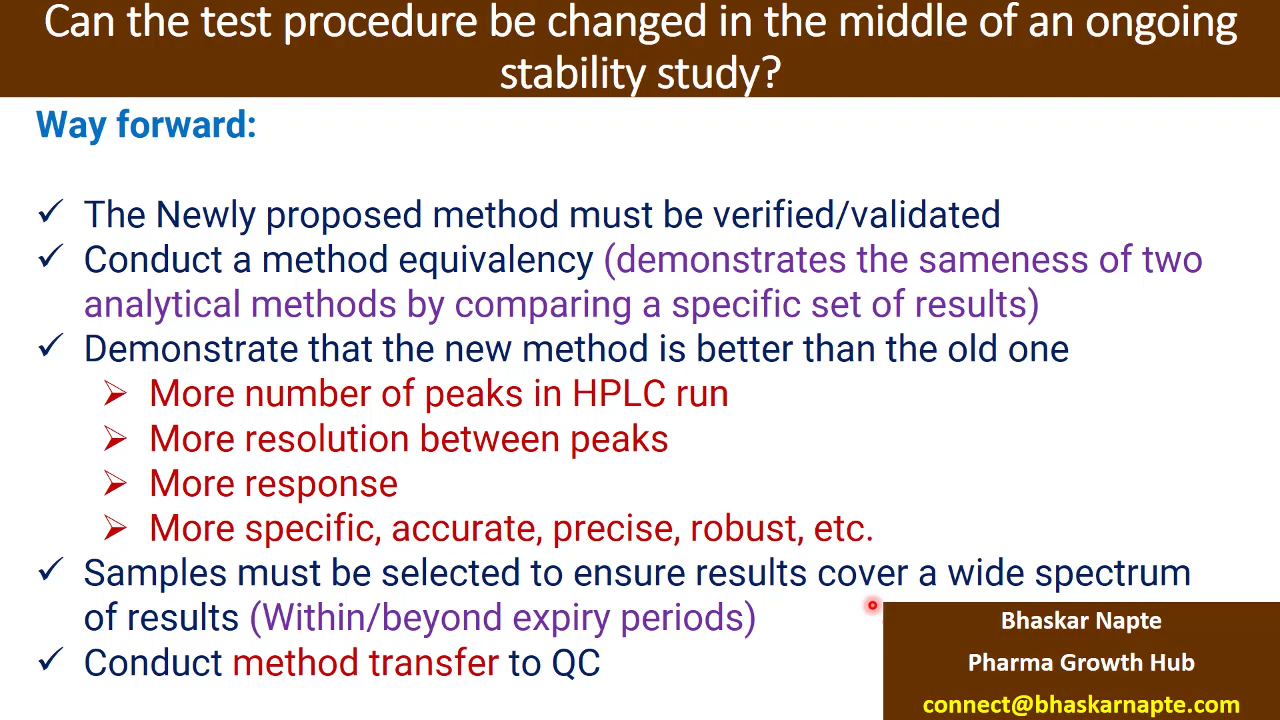 Can the test procedure be changed in the middle of an ongoing
stability study?
Way forward:
✓ The Newly proposed method must be verified/validated
✓ Conduct a method equivalency (demonstrates the sameness of two
analytical methods by comparing a specific set of results)
✓ Demonstrate that the new method is better than the old one
➢ More number of peaks in HPLC run
➢ More resolution between peaks
➢ More response
➢ More specific, accurate, precise, robust, etc.
✓ Samples must be selected to ensure results cover a wide spectrum
of results (Within/beyond expiry periods)
✓ Conduct method transfer to QC
Bhaskar Napte
Pharma Growth Hub
connect@bhaskarnapte.com